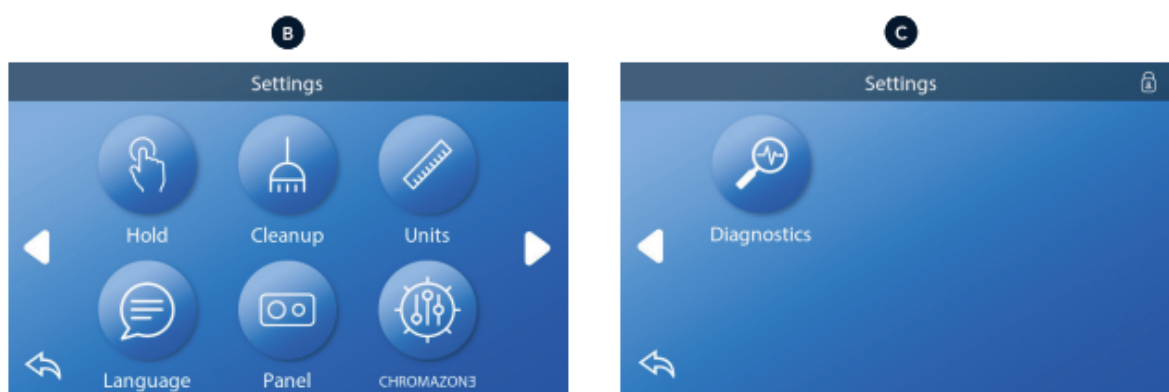 B
C
Settings
Settings
Hold
Cleanup
Units
Diagnostics
Language
Panel
CHROMAZON3